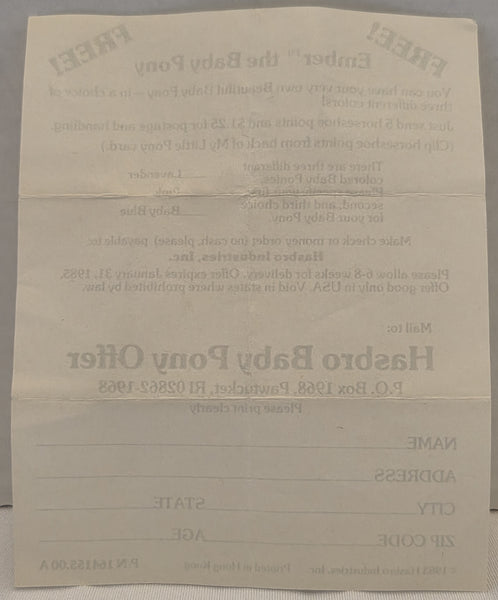 FREE! FREE!
Ember™ the Baby Pony
You can have your very own Beautiful Baby Pony – in a choice of
three different colors!
Just send 5 horseshoe points and $1.25 for postage and handling.
(Clip horseshoe points from back of My Little Pony card.)
There are three different
colored Baby Ponies.
Please specify your first,
second, and third choice
for your Baby Pony.
Lavender
Pink
Baby Blue
Make check or money order (no cash, please) payable to:
Hasbro Industries, Inc.
Please allow 6-8 weeks for delivery. Offer expires January 31, 1985.
Offer good only in USA. Void in states where prohibited by law.
Mail to:
Hasbro Baby Pony Offer
P.O. Box 1968, Pawtucket, RI 02862-1968
Please print clearly
NAME
ADDRESS
CITY STATE
ZIP CODE AGE
©1983 Hasbro Industries, Inc. Printed in Hong Kong P/N 164155.00 A